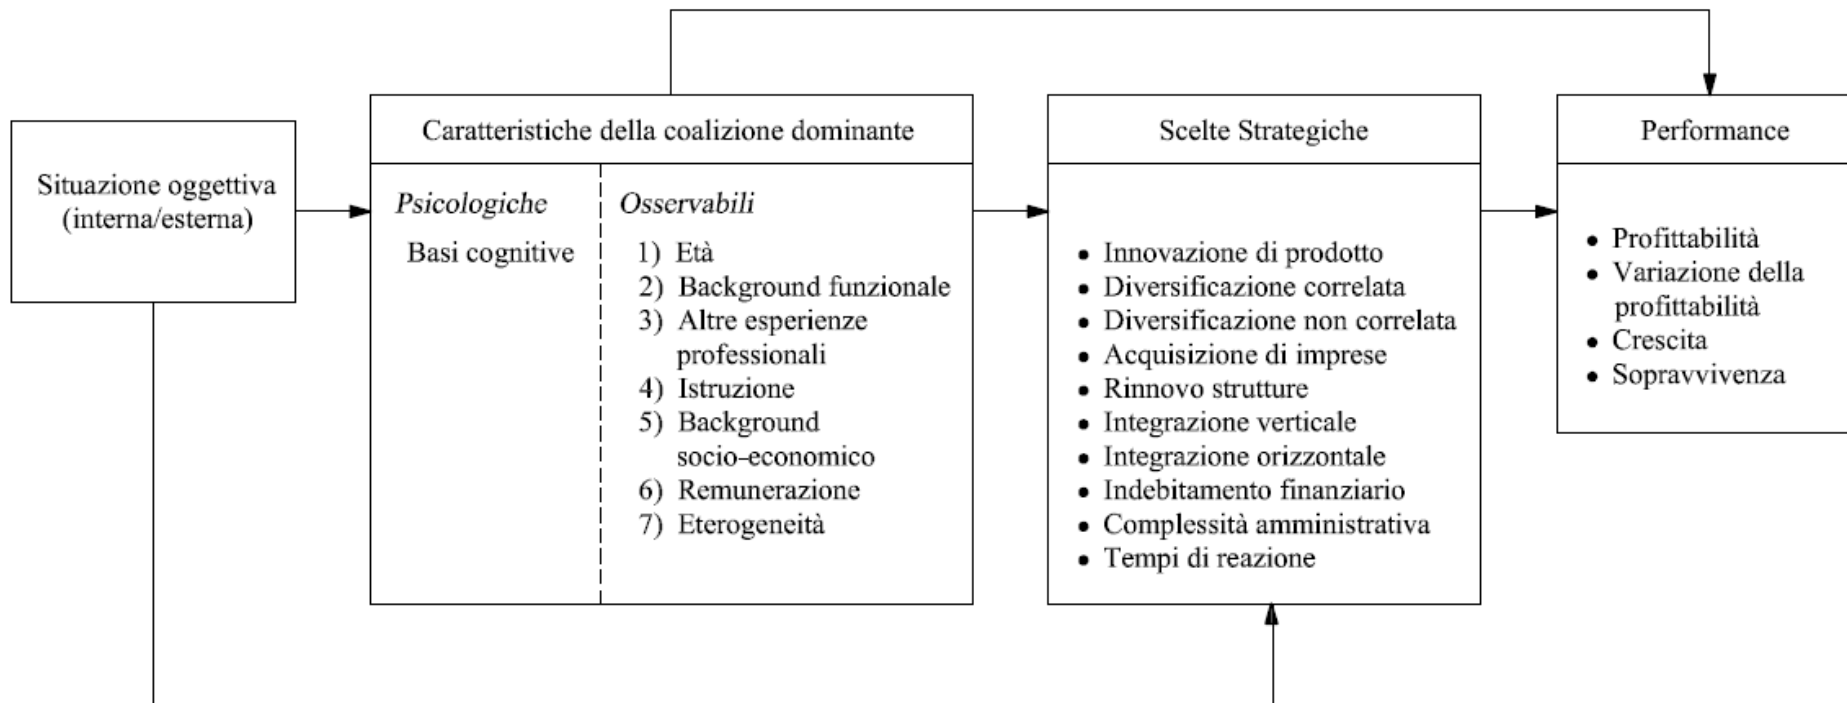 Situazione oggettiva
(interna/esterna)
Caratteristiche della coalizione dominante
Psicologiche
Basi cognitive
Osservabili
1) Età
2) Background funzionale
3) Altre esperienze
professionali
4) Istruzione
5) Background
socio-economico
6) Remunerazione
7) Eterogeneità
Scelte Strategiche
• Innovazione di prodotto
• Diversificazione correlata
• Diversificazione non correlata
• Acquisizione di imprese
• Rinnovo strutture
• Integrazione verticale
• Integrazione orizzontale
• Indebitamento finanziario
• Complessità amministrativa
• Tempi di reazione
Performance
• Profittabilità
• Variazione della
profittabilità
• Crescita
• Sopravvivenza